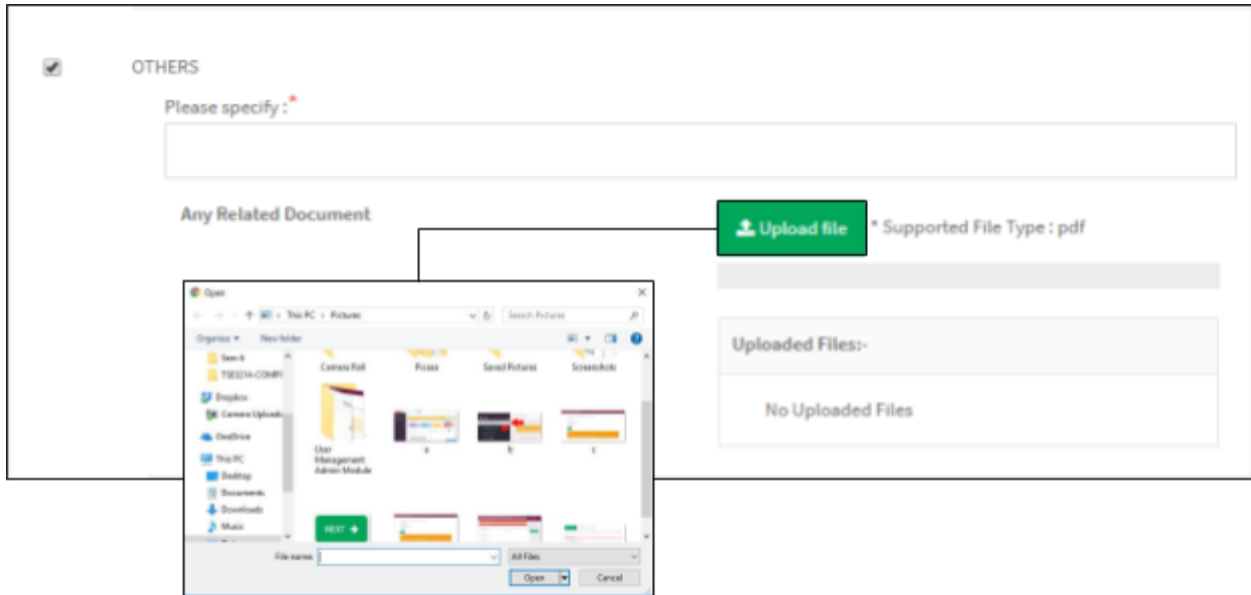 OTHERS
Please specify :*
Any Related Document
Upload file
* Supported File Type : pdf
Open
This PC > Pictures
Search Pictures
Organize
New folder
Camera Roll
Picasa
Saved Pictures
Screenshots
Dropbox
Camera Uploads
OneDrive
This PC
Desktop
Documents
Downloads
Music
User
Management
Admin Module
a
b
c
NEXT
File name:
All Files
Open
Cancel
Uploaded Files:-
No Uploaded Files